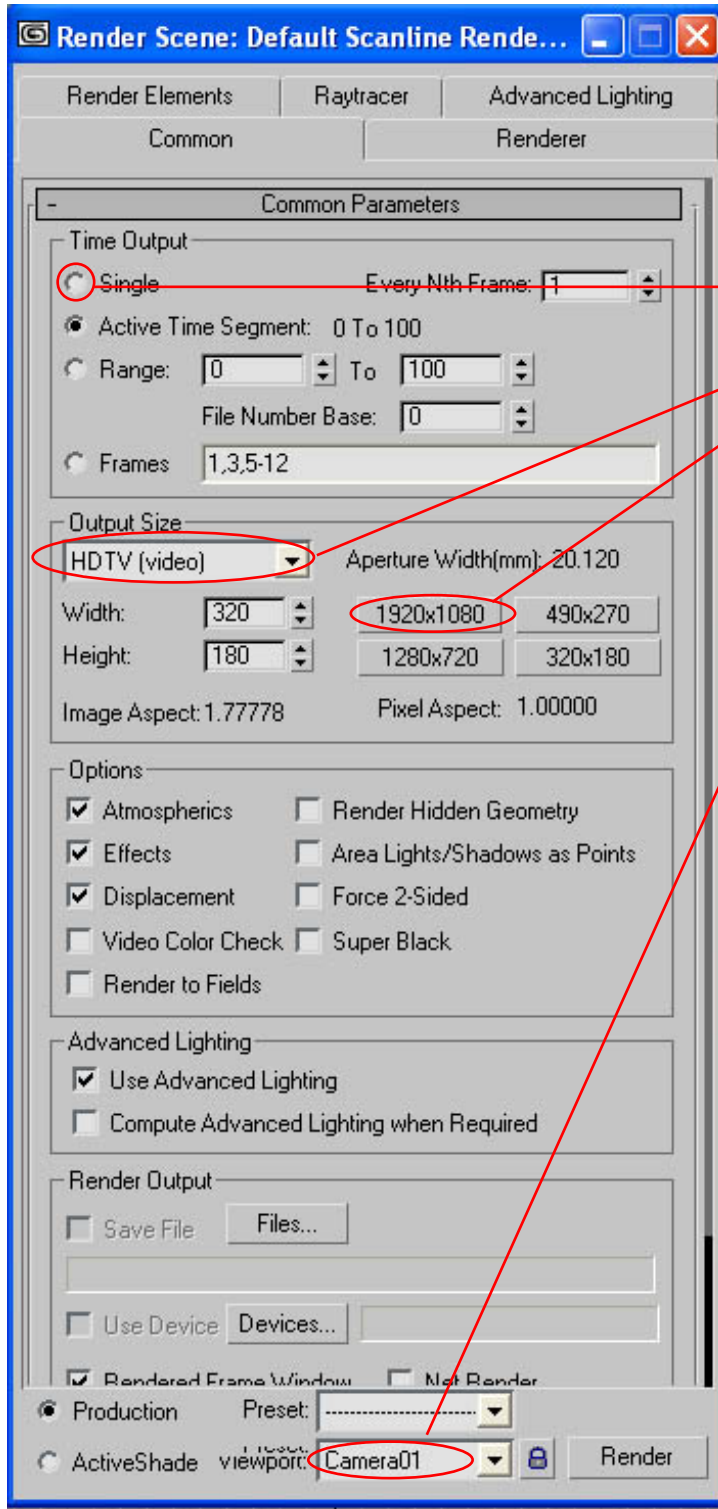 Render Scene: Default Scanline Rende...
Render Elements Raytracer Advanced Lighting
Common Renderer
- Common Parameters
Time Output
Single Every Nth Frame: 1
Active Time Segment: 0 To 100
Range: 0 To 100
File Number Base: 0
Frames 1,3,5-12
Output Size
HDTV (video) Aperture Width(mm): 20.120
Width: 320 1920x1080 490x270
Height: 180 1280x720 320x180
Image Aspect: 1.77778 Pixel Aspect: 1.00000
Options
Atmospherics Render Hidden Geometry
Effects Area Lights/Shadows as Points
Displacement Force 2-Sided
Video Color Check Super Black
Render to Fields
Advanced Lighting
Use Advanced Lighting
Compute Advanced Lighting when Required
Render Output
Save File Files...
Use Device Devices...
Rendered Frame Window Net Render
Production Preset: -----------------------
ActiveShade viewport: Camera01 Render